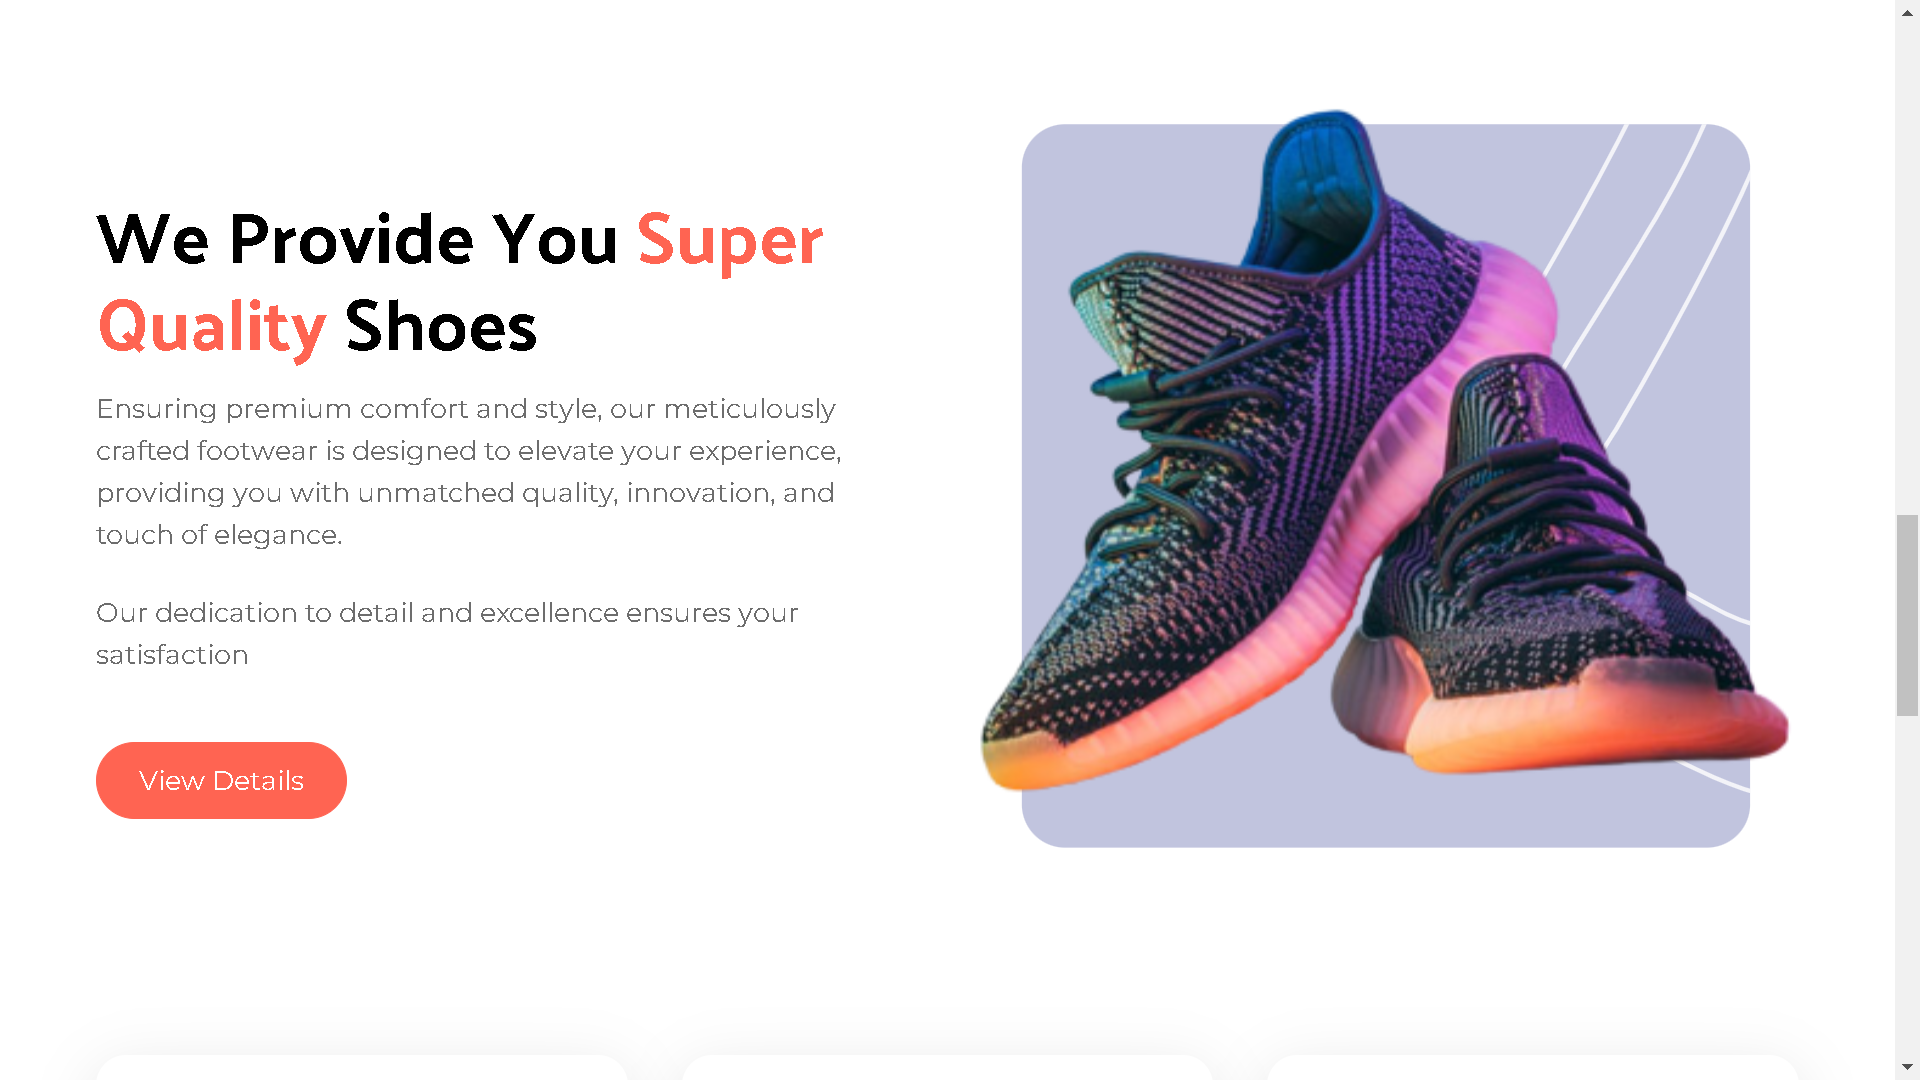 We Provide You Super
Quality Shoes
Ensuring premium comfort and style, our meticulously
crafted footwear is designed to elevate your experience,
providing you with unmatched quality, innovation, and
touch of elegance.
Our dedication to detail and excellence ensures your
satisfaction
View Details